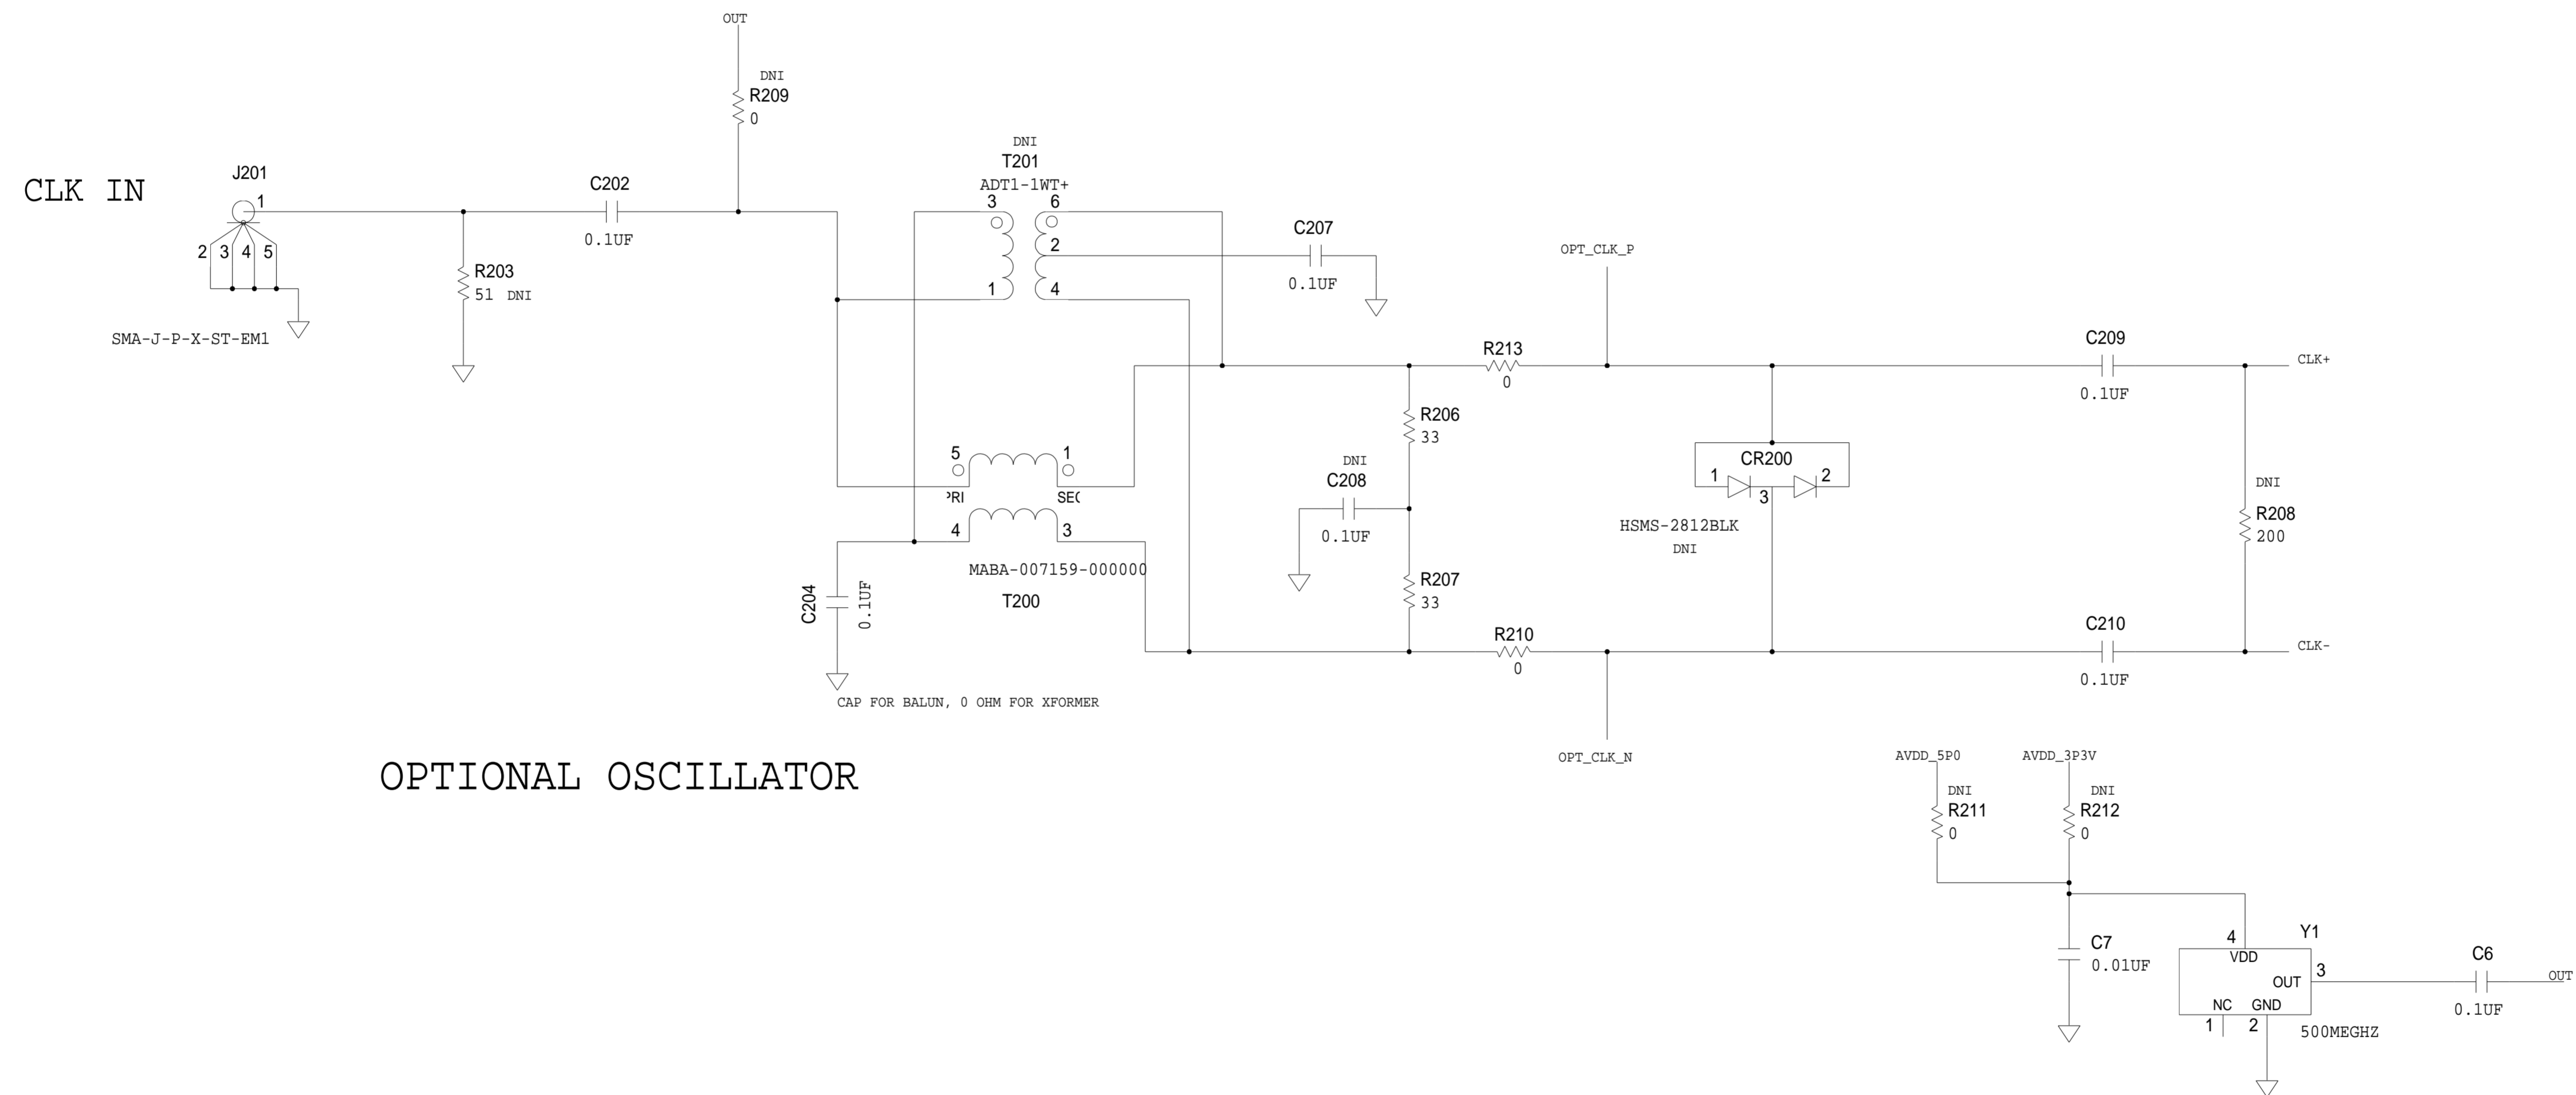 OUT
DNI
R209
0
CLK IN
J201
1
2 3 4 5
SMA-J-P-X-ST-EM1
R203
51 DNI
C202
0.1UF
DNI
T201
ADT1-1WT+
3 6
2
1 4
C207
0.1UF
OPT_CLK_P
R213
0
C209
0.1UF
CLK+
5 1
PRI SEC
4 3
MABA-007159-000000
T200
C204
0.1UF
CAP FOR BALUN, 0 OHM FOR XFORMER
R206
33
DNI
C208
0.1UF
R207
33
R210
0
CR200
1 2
3
HSMS-2812BLK
DNI
DNI
R208
200
C210
0.1UF
CLK-
OPT_CLK_N
OPTIONAL OSCILLATOR
AVDD_5P0 AVDD_3P3V
DNI
R211
0
DNI
R212
0
C7
0.01UF
Y1
4
VDD
3
OUT
NC GND
1 2
500MEGHZ
C6
0.1UF
OUT